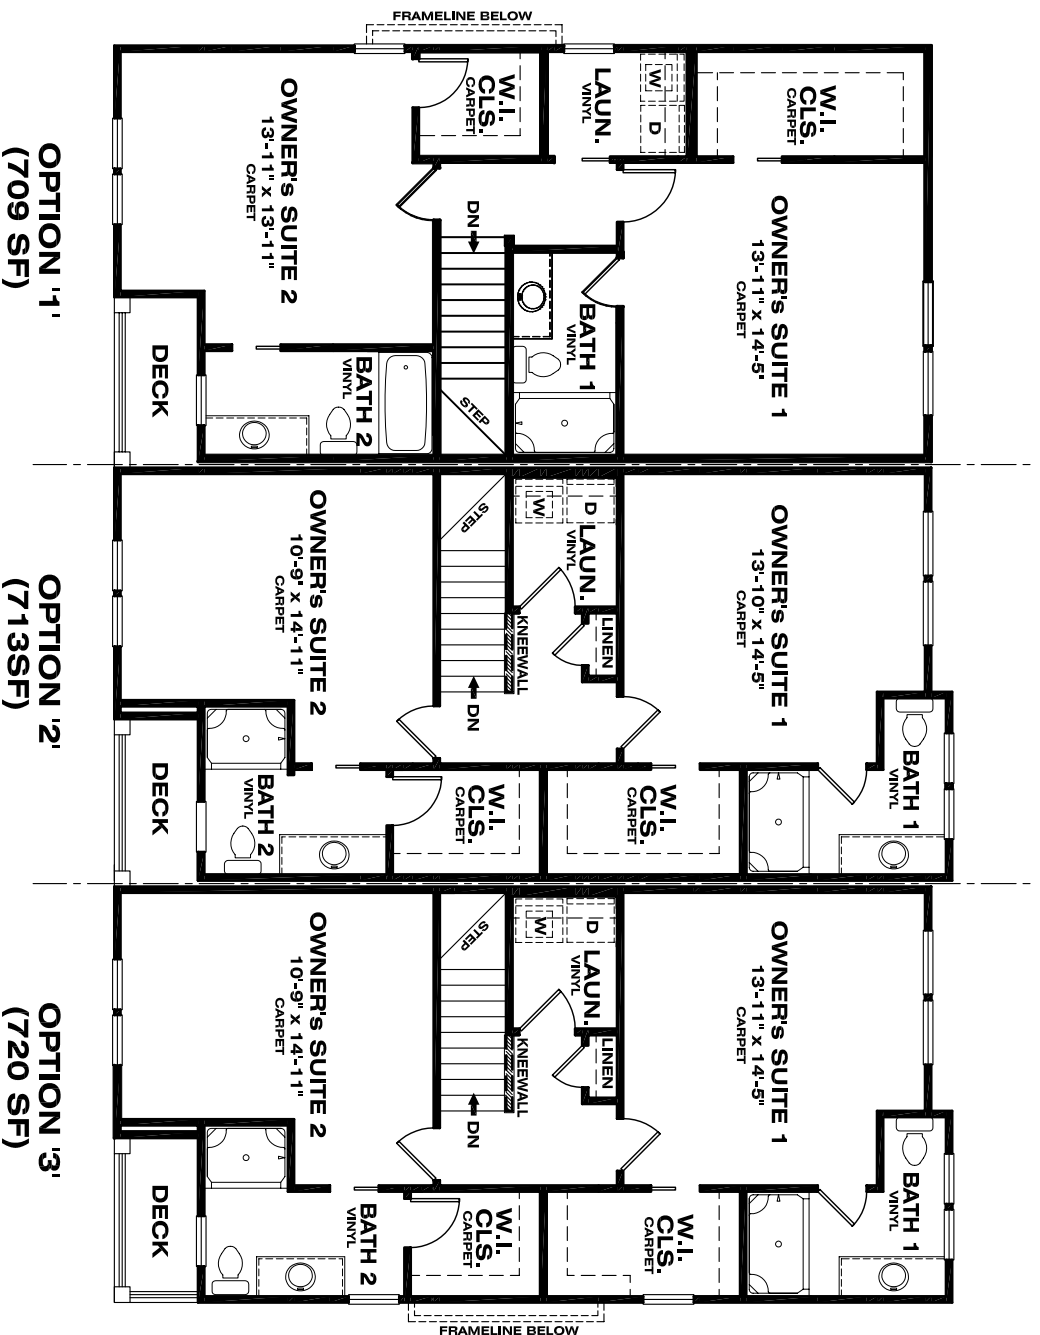 FRAMELINE BELOW
OWNER's SUITE 2
13'-11" x 13'-11"
CARPET
W.I.
CLS.
CARPET
LAUN.
VINYL
W
D
W.I.
CLS.
CARPET
OWNER's SUITE 1
13'-11" x 14'-5"
CARPET
DN
STEP
BATH 1
VINYL
BATH 2
VINYL
DECK
OPTION '1'
(709 SF)
OWNER's SUITE 2
10'-9" x 14'-11"
CARPET
STEP
W
D
LAUN.
VINYL
LINEN
KNEEWALL
DN
OWNER's SUITE 1
13'-10" x 14'-5"
CARPET
BATH 1
VINYL
W.I.
CLS.
CARPET
W.I.
CLS.
CARPET
BATH 2
VINYL
DECK
OPTION '2'
(713SF)
OWNER's SUITE 2
10'-9" x 14'-11"
CARPET
STEP
W
D
LAUN.
VINYL
LINEN
KNEEWALL
DN
OWNER's SUITE 1
13'-11" x 14'-5"
CARPET
BATH 1
VINYL
W.I.
CLS.
CARPET
W.I.
CLS.
CARPET
BATH 2
VINYL
DECK
OPTION '3'
(720 SF)
FRAMELINE BELOW